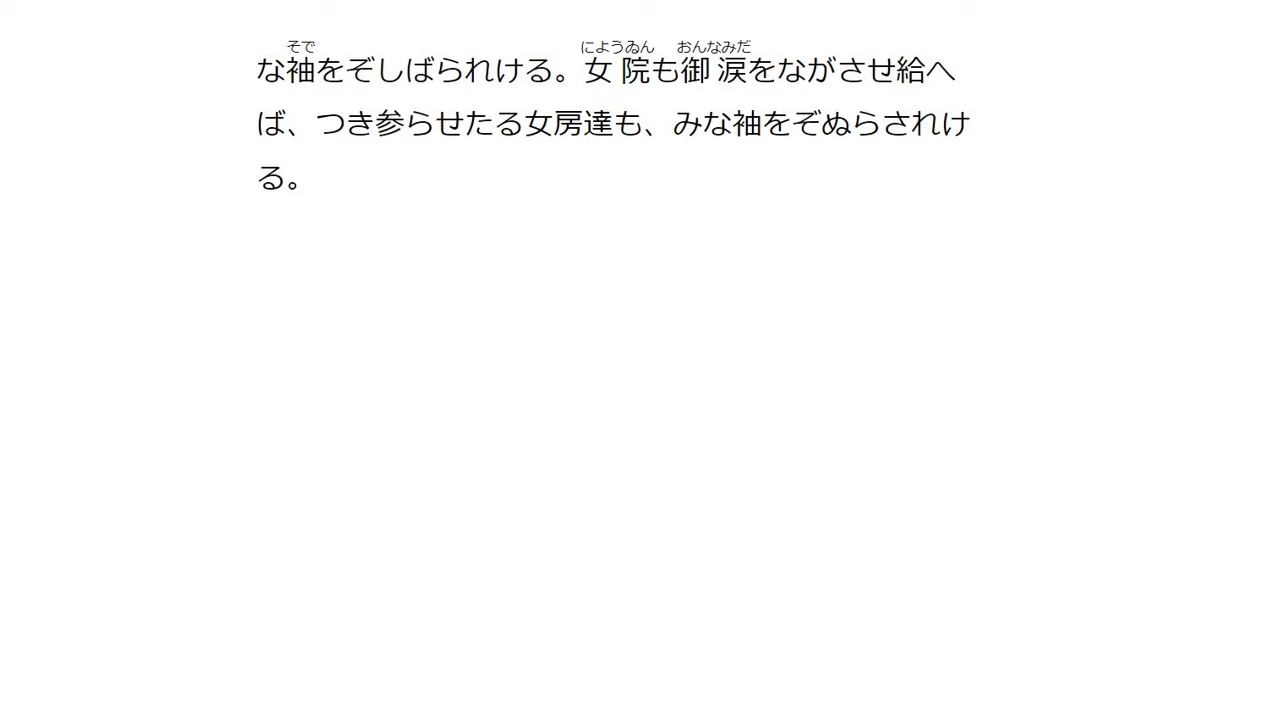 な袖をぞしばられける。女院も御涙をながさせ給へ
ば、つき参らせたる女房達も、みな袖をぞぬらされけ
る。